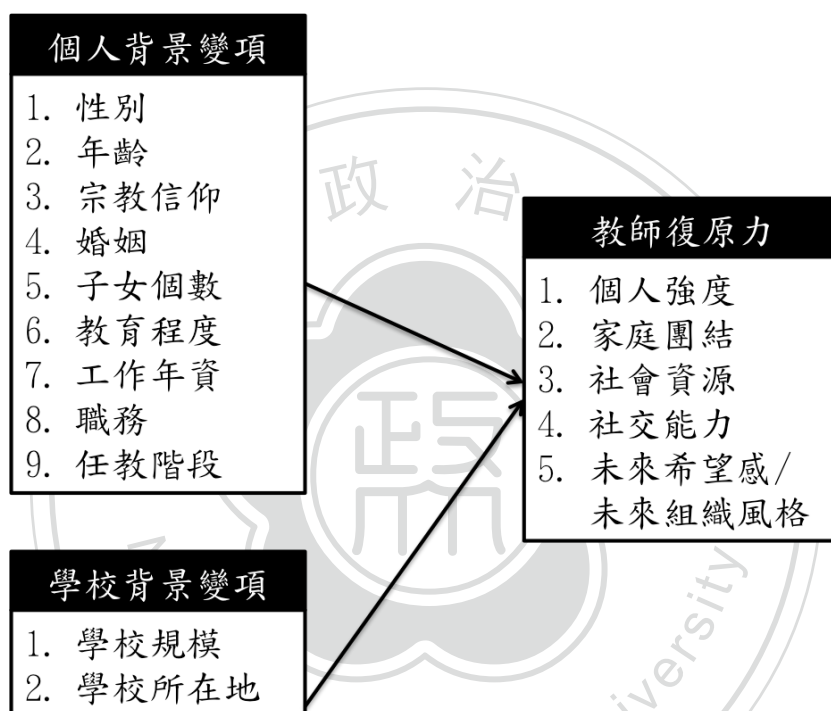 個人背景變項
1. 性別
2. 年齡
3. 宗教信仰
4. 婚姻
5. 子女個數
6. 教育程度
7. 工作年資
8. 職務
9. 任教階段
政治
教師復原力
1. 個人強度
2. 家庭團結
3. 社會資源
4. 社交能力
5. 未來希望感/
未來組織風格
政
學校背景變項
1. 學校規模
2. 學校所在地
iversity